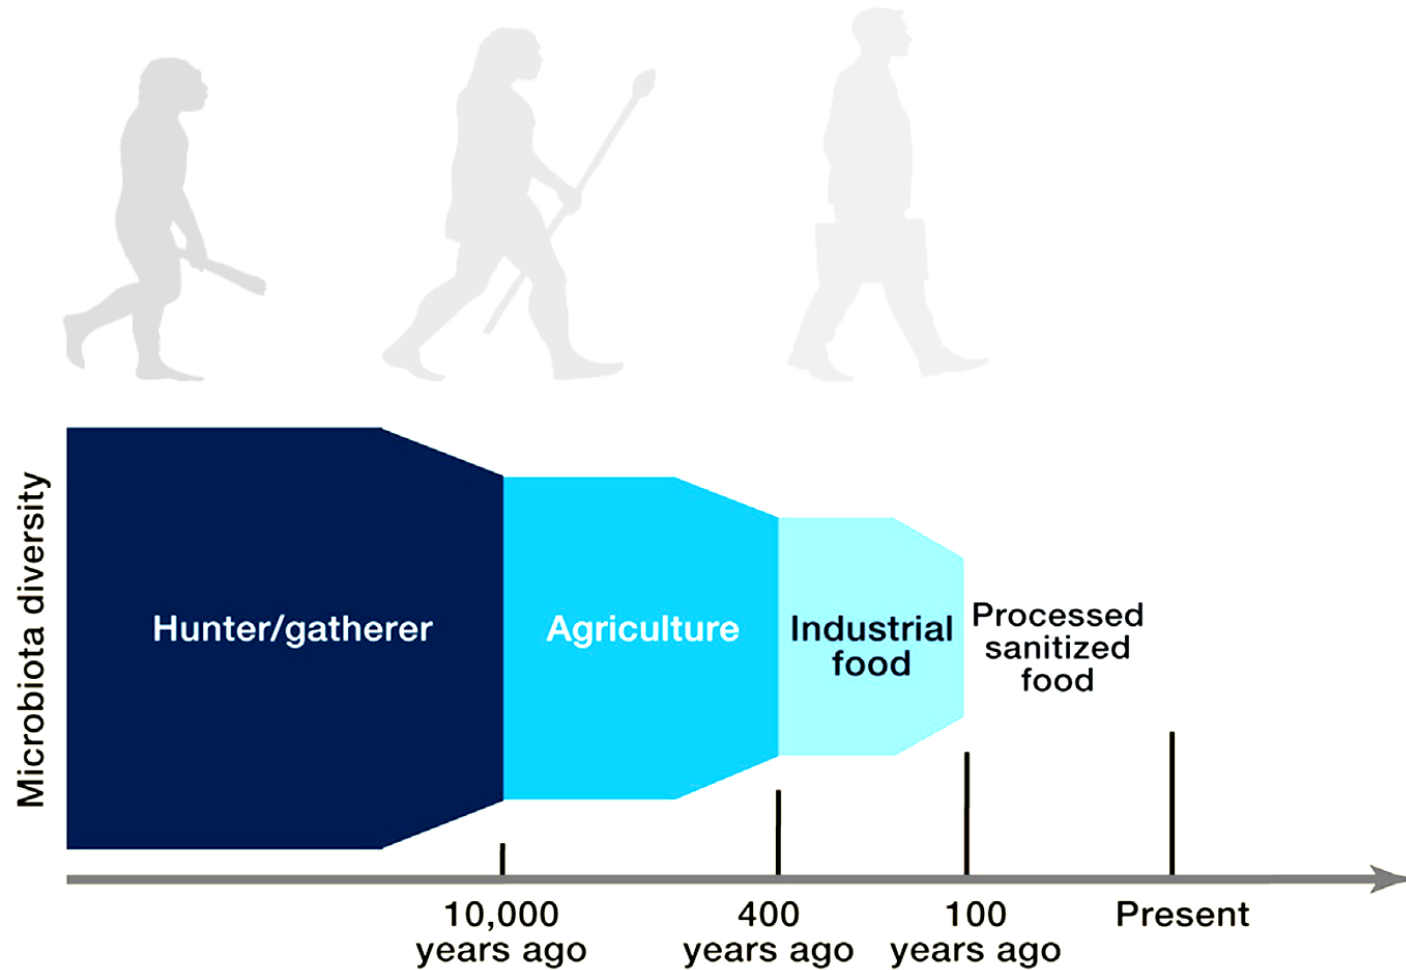 Microbiota diversity
Hunter/gatherer
Agriculture
Industrial
food
Processed
sanitized
food
10,000
years ago
400
years ago
100
years ago
Present